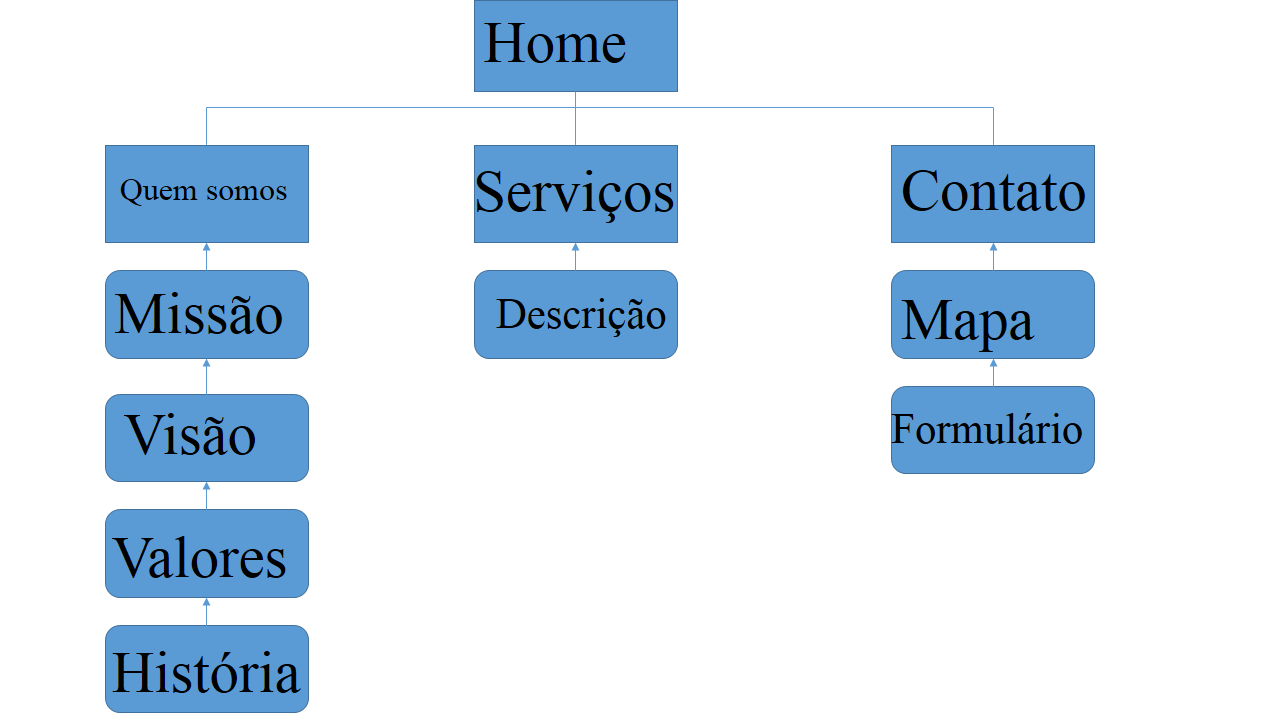 Home
Quem somos
Serviços
Contato
Missão
Descrição
Mapa
Visão
Formulário
Valores
História